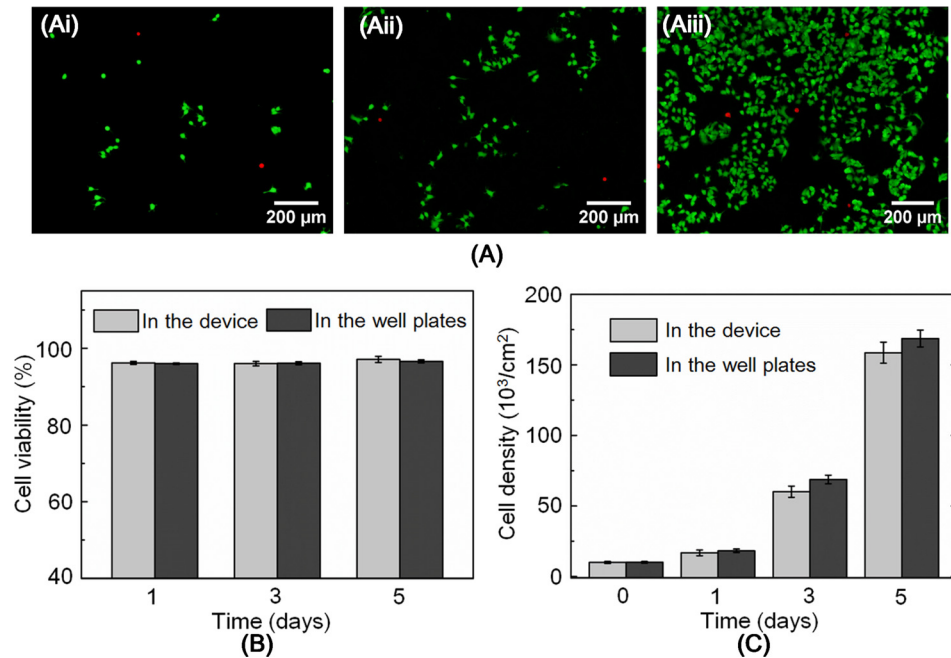 (Ai)
(Aii)
(Aiii)
200 μm
200 μm
200 μm
(A)
In the device
In the well plates
100
80
60
40
Cell viability (%)
1
3
5
Time (days)
(B)
200
150
100
50
0
Cell density (10³/cm²)
In the device
In the well plates
0
1
3
5
Time (days)
(C)